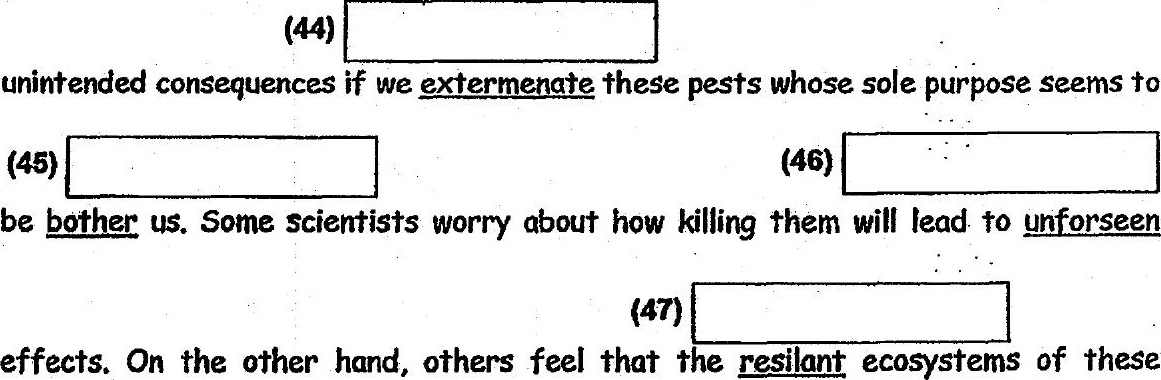 (44)
unintended consequences if we extermenate these pests whose sole purpose seems to
(45) (46)
be bother us. Some scientists worry about how killing them will lead to unforseen
(47)
effects. On the other hand, others feel that the resilant ecosystems of these